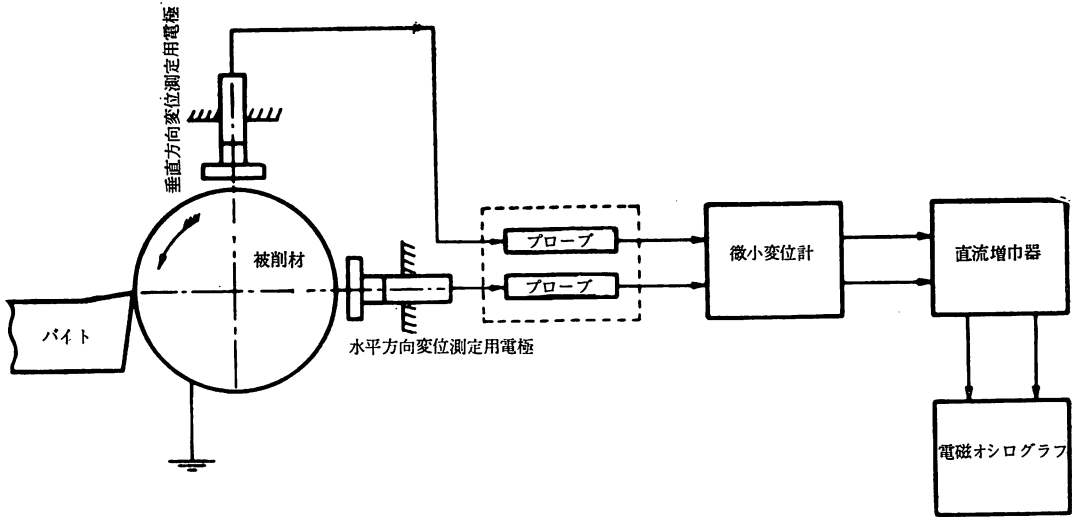 垂直方向変位測定用電極
被削材
バイト
水平方向変位測定用電極
プローブ
プローブ
微小変位計
直流増巾器
電磁オシログラフ